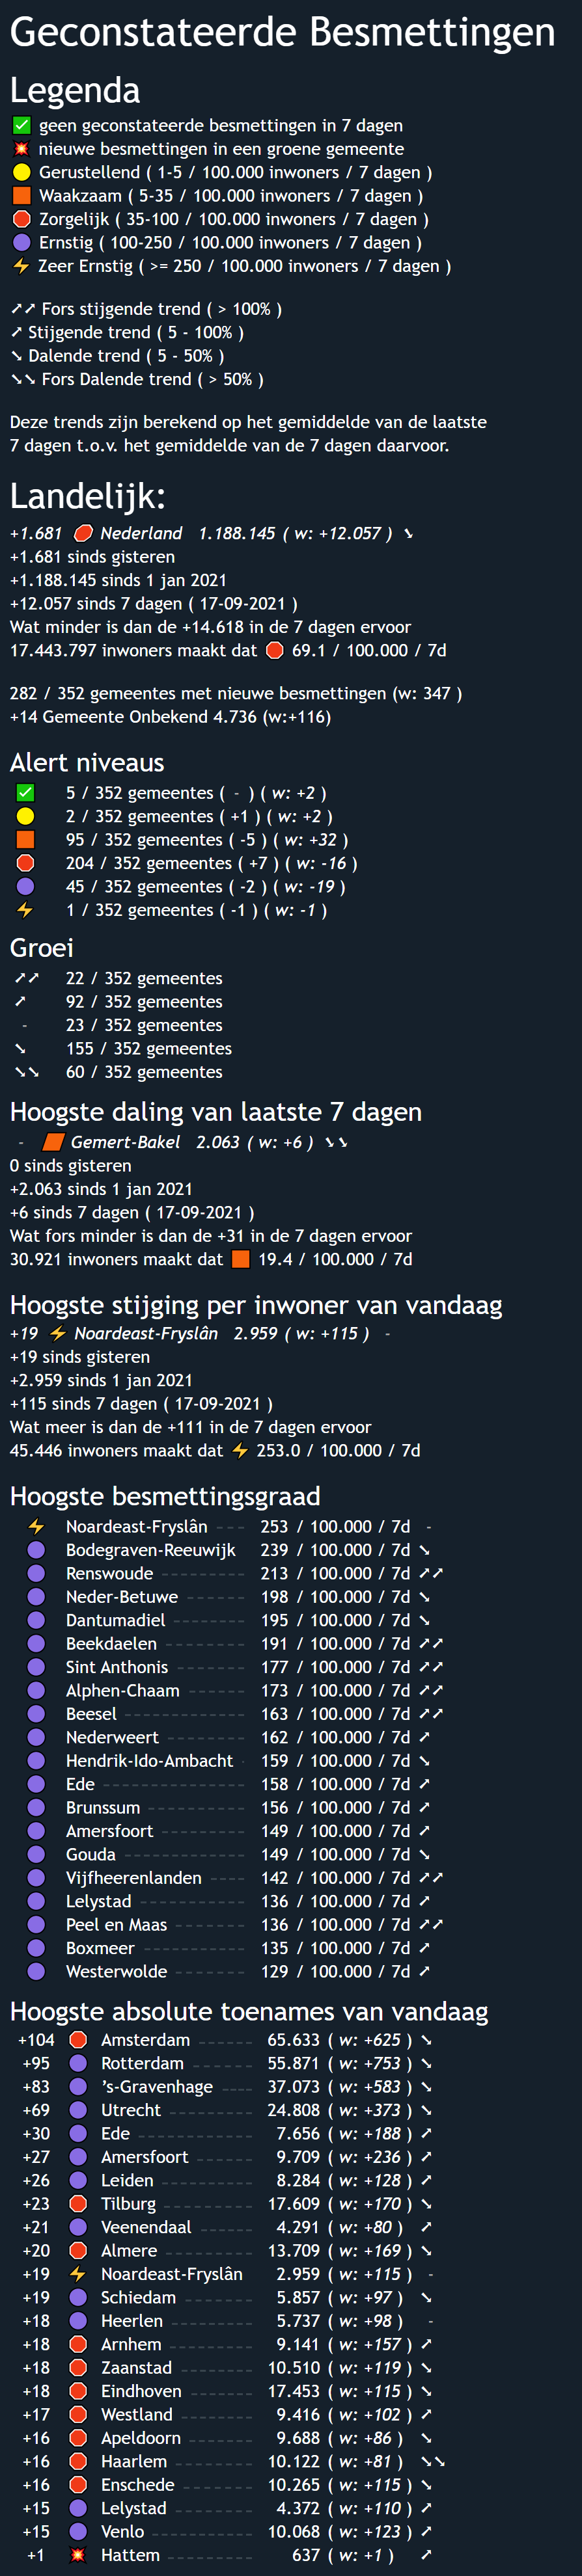 Geconstateerde Besmettingen
Legenda
✅ geen geconstateerde besmettingen in 7 dagen
💥 nieuwe besmettingen in een groene gemeente
🟡 Gerustellend ( 1-5 / 100.000 inwoners / 7 dagen )
🟧 Waakzaam ( 5-35 / 100.000 inwoners / 7 dagen )
🛑 Zorgelijk ( 35-100 / 100.000 inwoners / 7 dagen )
🟣 Ernstig ( 100-250 / 100.000 inwoners / 7 dagen )
⚡ Zeer Ernstig ( >= 250 / 100.000 inwoners / 7 dagen )
➚➚ Fors stijgende trend ( > 100% )
➚ Stijgende trend ( 5 - 100% )
➘ Dalende trend ( 5 - 50% )
➘➘ Fors Dalende trend ( > 50% )
Deze trends zijn berekend op het gemiddelde van de laatste
7 dagen t.o.v. het gemiddelde van de 7 dagen daarvoor.
Landelijk:
+1.681 🛑 Nederland 1.188.145 ( w: +12.057 ) ➘
+1.681 sinds gisteren
+1.188.145 sinds 1 jan 2021
+12.057 sinds 7 dagen ( 17-09-2021 )
Wat minder is dan de +14.618 in de 7 dagen ervoor
17.443.797 inwoners maakt dat 🛑 69.1 / 100.000 / 7d
282 / 352 gemeentes met nieuwe besmettingen (w: 347 )
+14 Gemeente Onbekend 4.736 (w:+116)
Alert niveaus
✅ 5 / 352 gemeentes ( - ) ( w: +2 )
🟡 2 / 352 gemeentes ( +1 ) ( w: +2 )
🟧 95 / 352 gemeentes ( -5 ) ( w: +32 )
🛑 204 / 352 gemeentes ( +7 ) ( w: -16 )
🟣 45 / 352 gemeentes ( -2 ) ( w: -19 )
⚡ 1 / 352 gemeentes ( -1 ) ( w: -1 )
Groei
➚➚ 22 / 352 gemeentes
➚ 92 / 352 gemeentes
- 23 / 352 gemeentes
➘ 155 / 352 gemeentes
➘➘ 60 / 352 gemeentes
Hoogste daling van laatste 7 dagen
- 🟧 Gemert-Bakel 2.063 ( w: +6 ) ➘➘
0 sinds gisteren
+2.063 sinds 1 jan 2021
+6 sinds 7 dagen ( 17-09-2021 )
Wat fors minder is dan de +31 in de 7 dagen ervoor
30.921 inwoners maakt dat 🟧 19.4 / 100.000 / 7d
Hoogste stijging per inwoner van vandaag
+19 ⚡ Noardeast-Fryslân 2.959 ( w: +115 ) -
+19 sinds gisteren
+2.959 sinds 1 jan 2021
+115 sinds 7 dagen ( 17-09-2021 )
Wat meer is dan de +111 in de 7 dagen ervoor
45.446 inwoners maakt dat ⚡ 253.0 / 100.000 / 7d
Hoogste besmettingsgraad
⚡ Noardeast-Fryslân --- 253 / 100.000 / 7d -
🟣 Bodegraven-Reeuwijk 239 / 100.000 / 7d ➘
🟣 Renswoude --------- 213 / 100.000 / 7d ➚➚
🟣 Neder-Betuwe ------ 198 / 100.000 / 7d ➘
🟣 Dantumadiel ------- 195 / 100.000 / 7d ➘
🟣 Beekdaelen -------- 191 / 100.000 / 7d ➚➚
🟣 Sint Anthonis ------- 177 / 100.000 / 7d ➚➚
🟣 Alphen-Chaam ------ 173 / 100.000 / 7d ➚➚
🟣 Beesel ------------- 163 / 100.000 / 7d ➚➚
🟣 Nederweert -------- 162 / 100.000 / 7d ➚
🟣 Hendrik-Ido-Ambacht - 159 / 100.000 / 7d ➘
🟣 Ede --------------- 158 / 100.000 / 7d ➚
🟣 Brunssum ---------- 156 / 100.000 / 7d ➚
🟣 Amersfoort --------- 149 / 100.000 / 7d ➚
🟣 Gouda ------------- 149 / 100.000 / 7d ➘
🟣 Vijfheerenlanden ---- 142 / 100.000 / 7d ➚➚
🟣 Lelystad ----------- 136 / 100.000 / 7d ➚
🟣 Peel en Maas ------- 136 / 100.000 / 7d ➚➚
🟣 Boxmeer ----------- 135 / 100.000 / 7d ➚
🟣 Westerwolde ------- 129 / 100.000 / 7d ➚
Hoogste absolute toenames van vandaag
+104 🛑 Amsterdam ------ 65.633 ( w: +625 ) ➘
+95 🟣 Rotterdam ------ 55.871 ( w: +753 ) ➘
+83 🟣 's-Gravenhage ---- 37.073 ( w: +583 ) ➘
+69 🟣 Utrecht --------- 24.808 ( w: +373 ) ➘
+30 🟣 Ede ------------ 7.656 ( w: +188 ) ➚
+27 🟣 Amersfoort ------ 9.709 ( w: +236 ) ➚
+26 🟣 Leiden ---------- 8.284 ( w: +128 ) ➚
+23 🛑 Tilburg ---------- 17.609 ( w: +170 ) ➘
+21 🟣 Veenendaal ------ 4.291 ( w: +80 ) ➚
+20 🛑 Almere --------- 13.709 ( w: +169 ) ➘
+19 ⚡ Noardeast-Fryslân 2.959 ( w: +115 ) -
+19 🟣 Schiedam -------- 5.857 ( w: +97 ) ➘
+18 🟣 Heerlen --------- 5.737 ( w: +98 ) -
+18 🛑 Arnhem --------- 9.141 ( w: +157 ) ➚
+18 🛑 Zaanstad -------- 10.510 ( w: +119 ) ➘
+18 🛑 Eindhoven ------- 17.453 ( w: +115 ) ➘
+17 🛑 Westland -------- 9.416 ( w: +102 ) ➚
+16 🛑 Apeldoorn ------- 9.688 ( w: +86 ) ➘
+16 🛑 Haarlem --------- 10.122 ( w: +81 ) ➘➘
+16 🛑 Enschede -------- 10.265 ( w: +115 ) ➘
+15 🟣 Lelystad --------- 4.372 ( w: +110 ) ➚
+15 🟣 Venlo ----------- 10.068 ( w: +123 ) ➚
+1 💥 Hattem --------- 637 ( w: +1 ) ➚